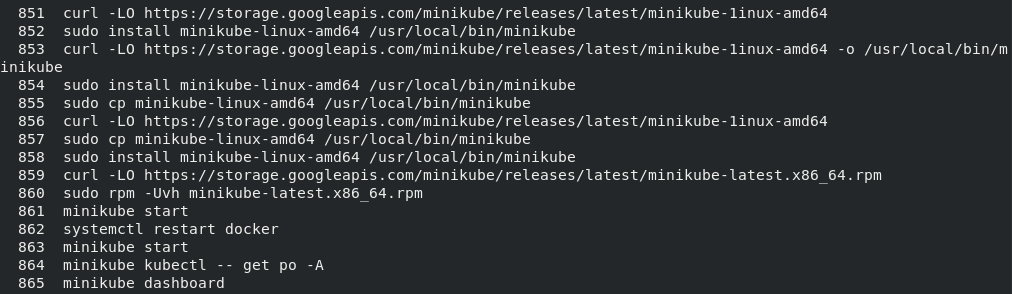 851 curl -LO https://storage.googleapis.com/minikube/releases/latest/minikube-1inux-amd64
852 sudo install minikube-linux-amd64 /usr/local/bin/minikube
853 curl -LO https://storage.googleapis.com/minikube/releases/latest/minikube-1inux-amd64 -o /usr/local/bin/m
inikube
854 sudo install minikube-linux-amd64 /usr/local/bin/minikube
855 sudo cp minikube-linux-amd64 /usr/local/bin/minikube
856 curl -LO https://storage.googleapis.com/minikube/releases/latest/minikube-1inux-amd64
857 sudo cp minikube-linux-amd64 /usr/local/bin/minikube
858 sudo install minikube-linux-amd64 /usr/local/bin/minikube
859 curl -LO https://storage.googleapis.com/minikube/releases/latest/minikube-latest.x86_64.rpm
860 sudo rpm -Uvh minikube-latest.x86_64.rpm
861 minikube start
862 systemctl restart docker
863 minikube start
864 minikube kubectl -- get po -A
865 minikube dashboard